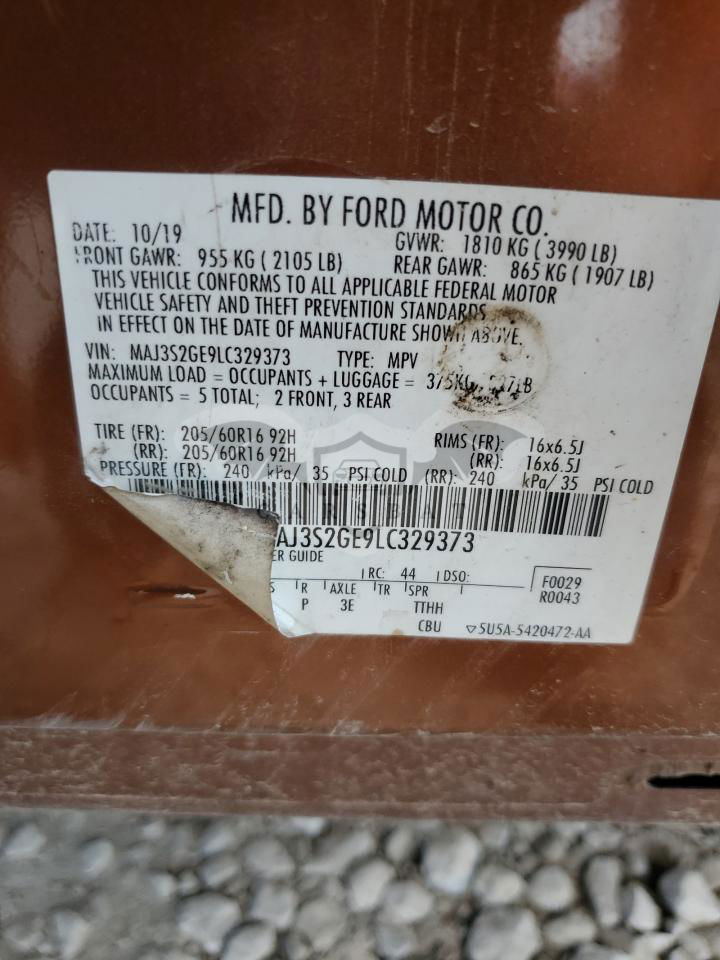 MFD. BY FORD MOTOR CO.
DATE: 10/19 GVWR: 1810 KG ( 3990 LB)
FRONT GAWR: 955 KG ( 2105 LB) REAR GAWR: 865 KG ( 1907 LB)
THIS VEHICLE CONFORMS TO ALL APPLICABLE FEDERAL MOTOR
VEHICLE SAFETY AND THEFT PREVENTION STANDARDS
IN EFFECT ON THE DATE OF MANUFACTURE SHOWN ABOVE.
VIN: MAJ3S2GE9LC329373 TYPE: MPV
MAXIMUM LOAD = OCCUPANTS + LUGGAGE = 375KG
OCCUPANTS = 5 TOTAL; 2 FRONT, 3 REAR
TIRE (FR): 205/60R16 92H RIMS (FR): 16x6.5J
(RR): 205/60R16 92H (RR): 16x6.5J
PRESSURE (FR): 240 kPa/ 35 PSI COLD (RR): 240 kPa/ 35 PSI COLD
AJ3S2GE9LC329373
ER GUIDE
RC: 44 DSO: F0029
S R AXLE TR SPR R0043
P 3E TTHH
CBU ▽5U5A-5420472-AA